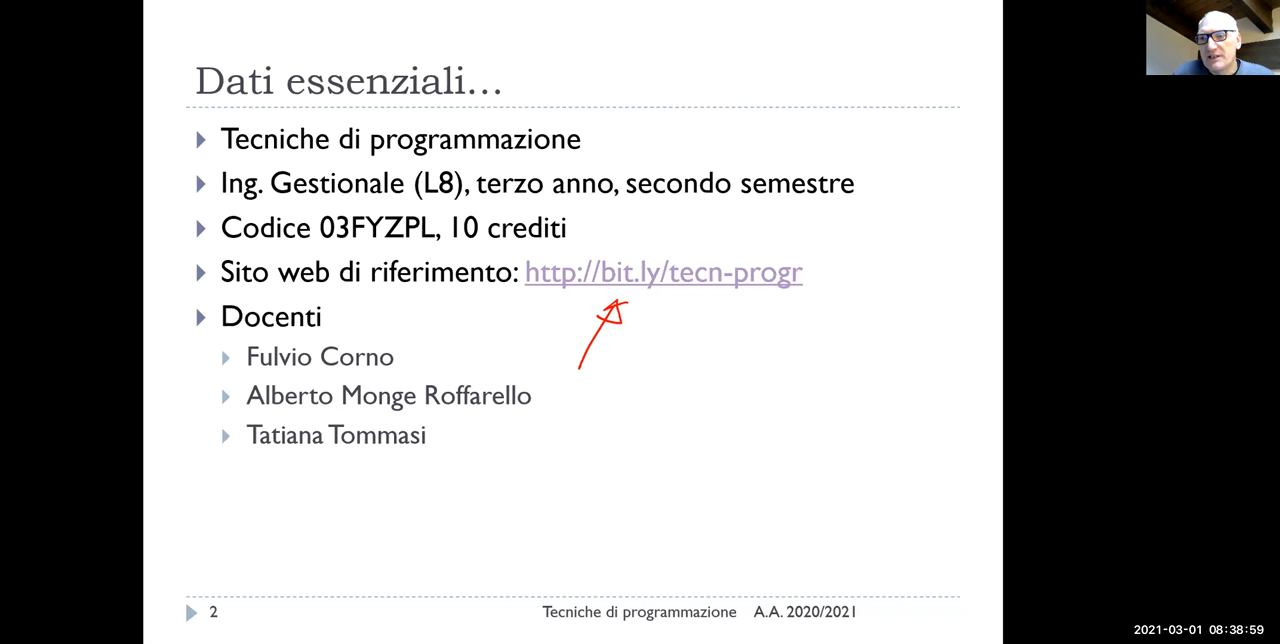 Dati essenziali…
Tecniche di programmazione
Ing. Gestionale (L8), terzo anno, secondo semestre
Codice 03FYZPL, 10 crediti
Sito web di riferimento: http://bit.ly/tecn-progr
Docenti
Fulvio Corno
Alberto Monge Roffarello
Tatiana Tommasi
2 Tecniche di programmazione A.A. 2020/2021
2021-03-01 08:38:59